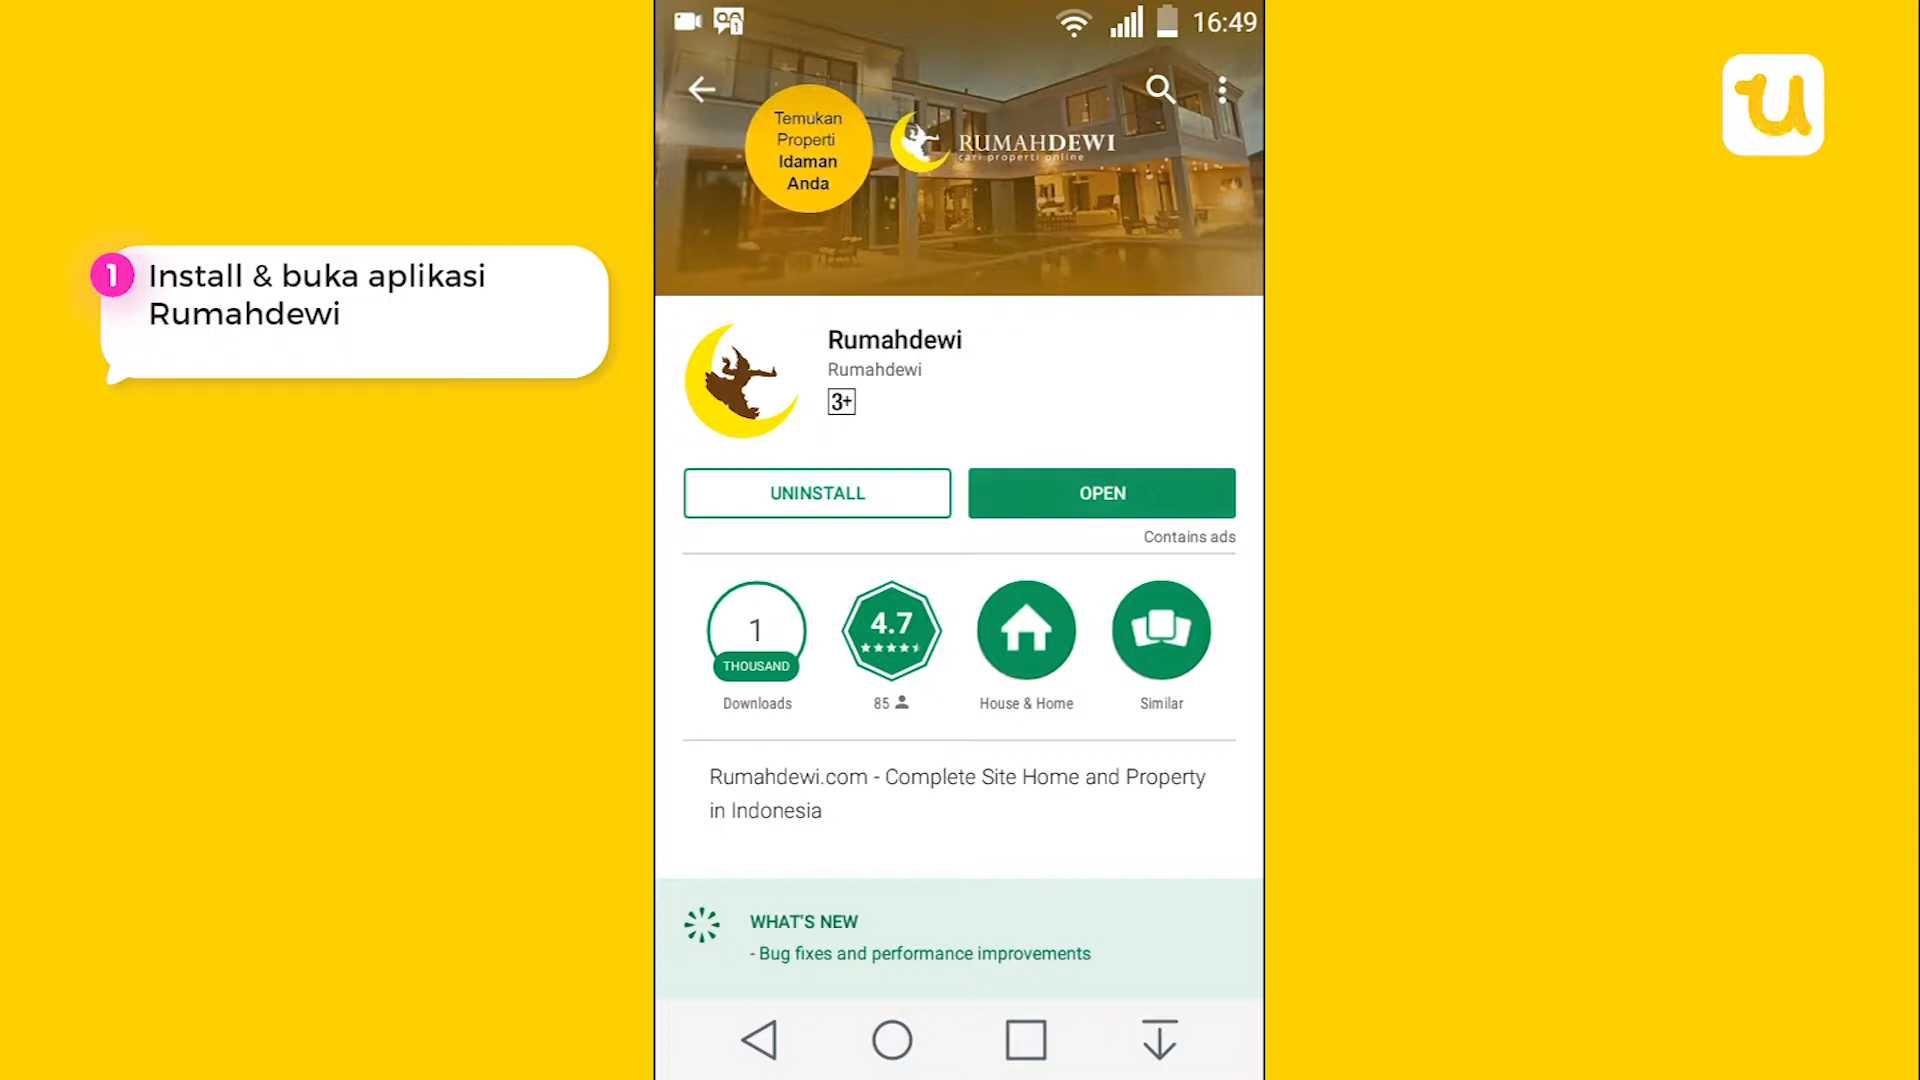 16:49
Temukan
Properti
Idaman
Anda
RUMAHDEWI
cari properti online
u
1 Install & buka aplikasi
Rumahdewi
Rumahdewi
Rumahdewi
3+
UNINSTALL
OPEN
Contains ads
1
THOUSAND
Downloads
4.7
85
House & Home
Similar
Rumahdewi.com - Complete Site Home and Property
in Indonesia
WHAT'S NEW
- Bug fixes and performance improvements